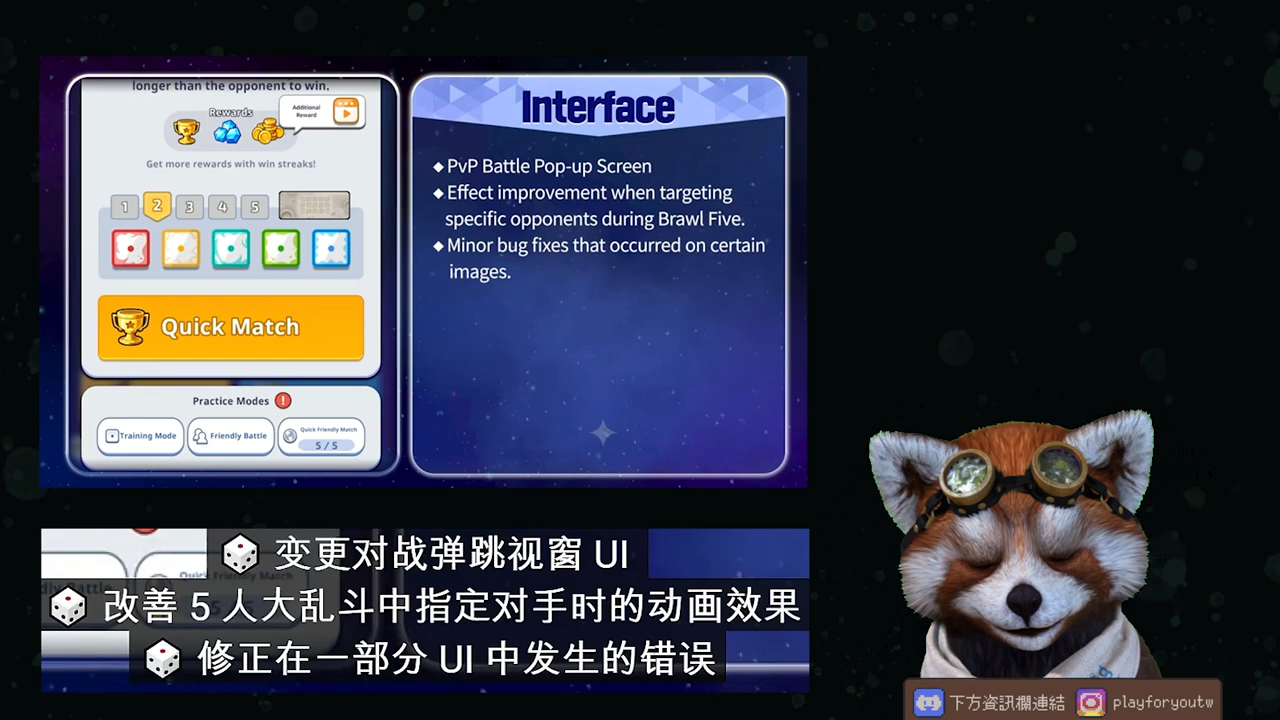 longer than the opponent to win.
Rewards
Additional
Reward
Get more rewards with win streaks!
1 2 3 4 5
Quick Match
Practice Modes
Training Mode
Friendly Battle
Quick Friendly Match
5 / 5
Interface
◆PvP Battle Pop-up Screen
◆Effect improvement when targeting
specific opponents during Brawl Five.
◆Minor bug fixes that occurred on certain
images.
变更对战弹跳视窗 UI
改善 5 人大乱斗中指定对手时的动画效果
修正在一部分 UI 中发生的错误
下方資訊欄連結
playforyoutw